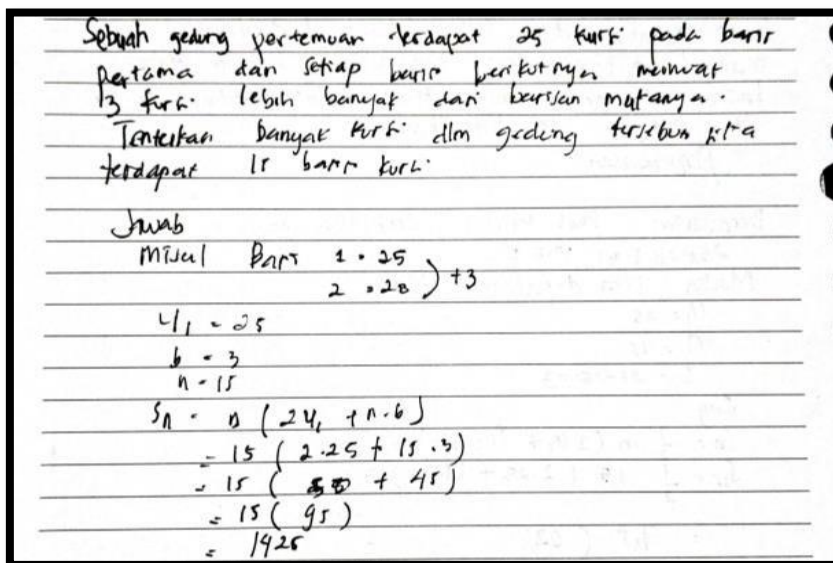 Sebuah gedung pertemuan terdapat 25 kursi pada baris
pertama dan setiap baris berikutnya memuat
3 kursi lebih banyak dari barisan mukanya.
Tentukan banyak kursi dlm gedung tersebut jika
terdapat 15 baris kursi.
Jawab
Misal Baris 1 = 25
2 = 28 ) +3
U1 = 25
b = 3
n = 15
Sn = n ( 2U1 + n.b)
= 15 ( 2.25 + 15.3)
= 15 ( 50 + 45)
= 15 ( 95)
= 1425